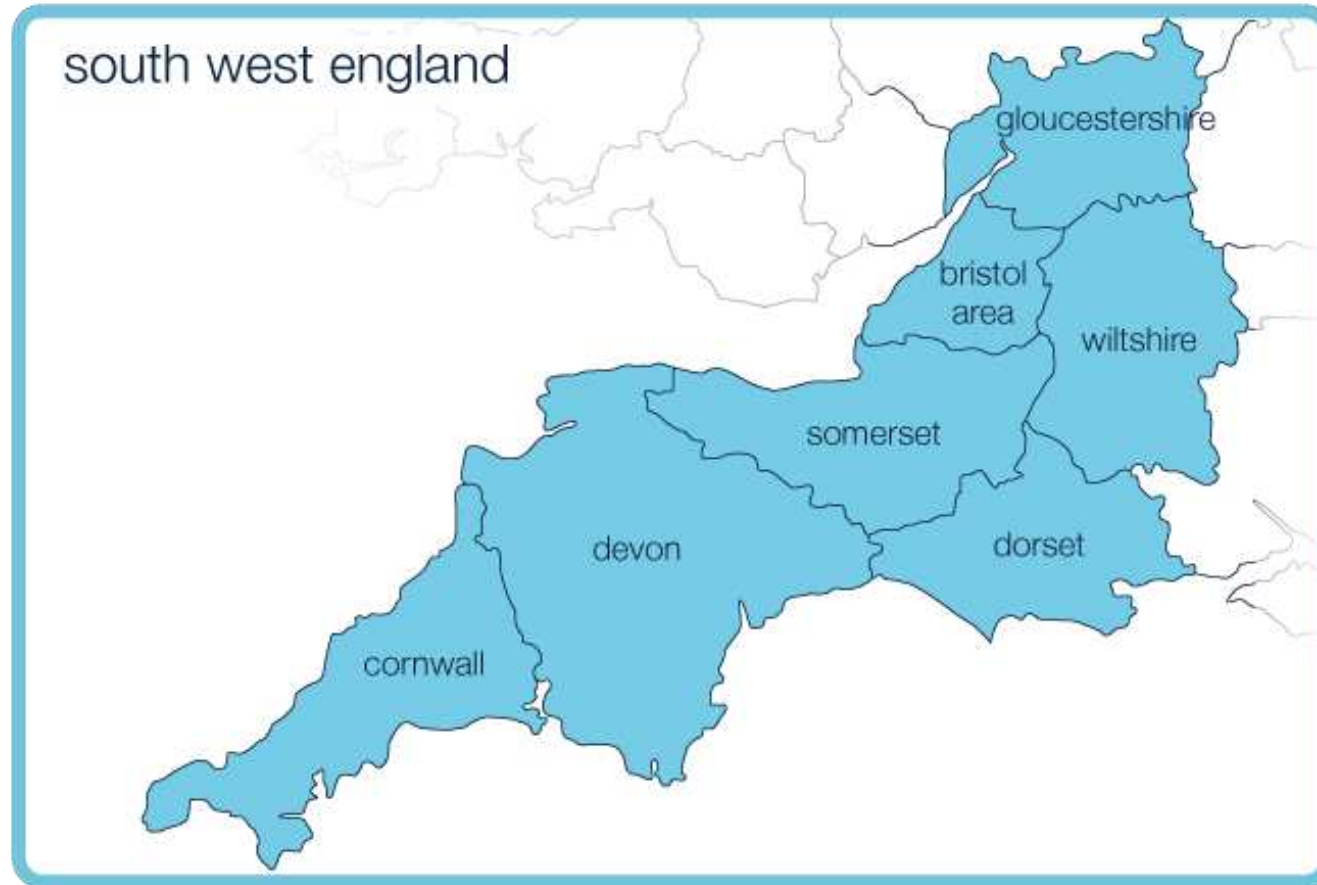 south west england
gloucestershire
bristol
area
wiltshire
somerset
devon
dorset
cornwall